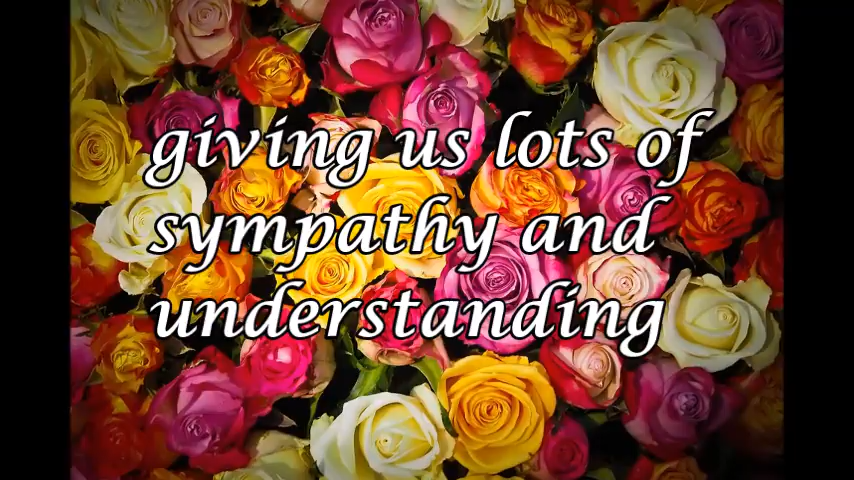 giving us lots of
sympathy and
understanding